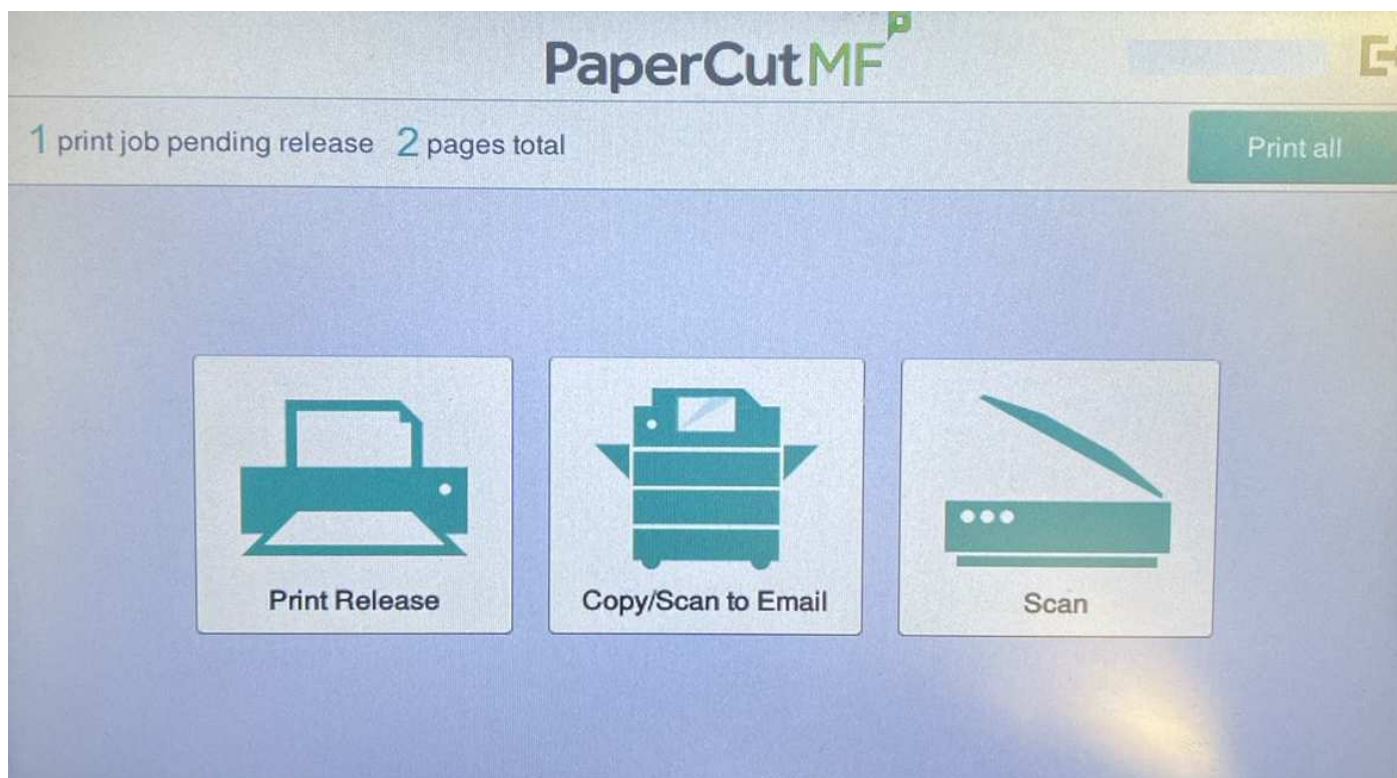 PaperCutMF
1 print job pending release 2 pages total
Print all
Print Release
Copy/Scan to Email
Scan